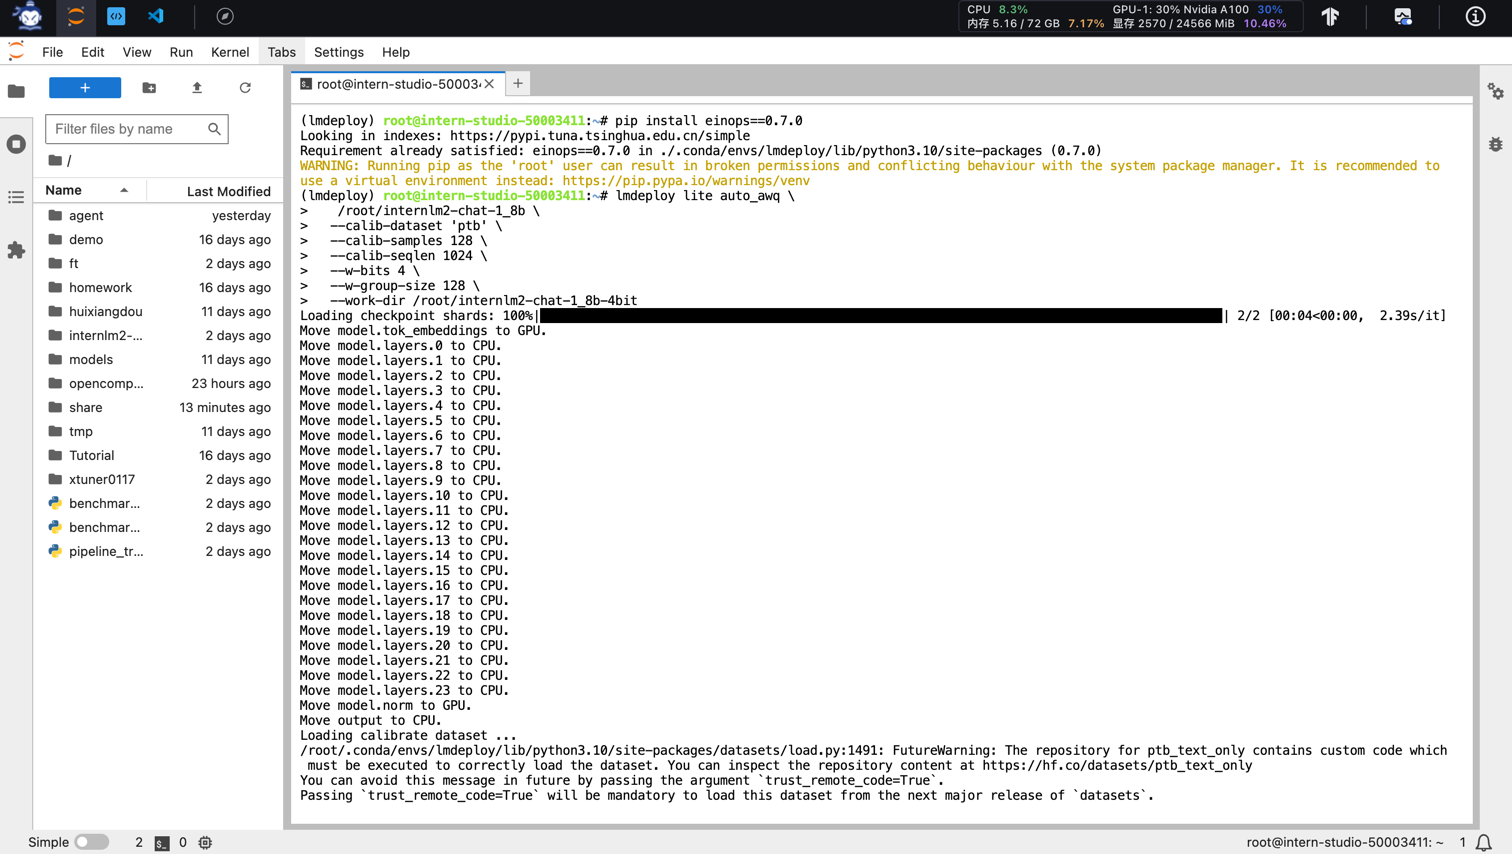 CPU 8.3% GPU-1: 30% Nvidia A100 30%
内存 5.16 / 72 GB 7.17% 显存 2570 / 24566 MiB 10.46%
File Edit View Run Kernel Tabs Settings Help
root@intern-studio-50003
Filter files by name
/
Name Last Modified
agent yesterday
demo 16 days ago
ft 2 days ago
homework 16 days ago
huixiangdou 11 days ago
internlm2-... 2 days ago
models 11 days ago
opencomp... 23 hours ago
share 13 minutes ago
tmp 11 days ago
Tutorial 16 days ago
xtuner0117 2 days ago
benchmar... 2 days ago
benchmar... 2 days ago
pipeline_tr... 2 days ago
(lmdeploy) root@intern-studio-50003411:~# pip install einops==0.7.0
Looking in indexes: https://pypi.tuna.tsinghua.edu.cn/simple
Requirement already satisfied: einops==0.7.0 in ./.conda/envs/lmdeploy/lib/python3.10/site-packages (0.7.0)
WARNING: Running pip as the 'root' user can result in broken permissions and conflicting behaviour with the system package manager. It is recommended to
use a virtual environment instead: https://pip.pypa.io/warnings/venv
(lmdeploy) root@intern-studio-50003411:~# lmdeploy lite auto_awq \
>    /root/internlm2-chat-1_8b \
>   --calib-dataset 'ptb' \
>   --calib-samples 128 \
>   --calib-seqlen 1024 \
>   --w-bits 4 \
>   --w-group-size 128 \
>   --work-dir /root/internlm2-chat-1_8b-4bit
Loading checkpoint shards: 100%| | 2/2 [00:04<00:00,  2.39s/it]
Move model.tok_embeddings to GPU.
Move model.layers.0 to CPU.
Move model.layers.1 to CPU.
Move model.layers.2 to CPU.
Move model.layers.3 to CPU.
Move model.layers.4 to CPU.
Move model.layers.5 to CPU.
Move model.layers.6 to CPU.
Move model.layers.7 to CPU.
Move model.layers.8 to CPU.
Move model.layers.9 to CPU.
Move model.layers.10 to CPU.
Move model.layers.11 to CPU.
Move model.layers.12 to CPU.
Move model.layers.13 to CPU.
Move model.layers.14 to CPU.
Move model.layers.15 to CPU.
Move model.layers.16 to CPU.
Move model.layers.17 to CPU.
Move model.layers.18 to CPU.
Move model.layers.19 to CPU.
Move model.layers.20 to CPU.
Move model.layers.21 to CPU.
Move model.layers.22 to CPU.
Move model.layers.23 to CPU.
Move model.norm to GPU.
Move output to CPU.
Loading calibrate dataset ...
/root/.conda/envs/lmdeploy/lib/python3.10/site-packages/datasets/load.py:1491: FutureWarning: The repository for ptb_text_only contains custom code which
must be executed to correctly load the dataset. You can inspect the repository content at https://hf.co/datasets/ptb_text_only
You can avoid this message in future by passing the argument `trust_remote_code=True`.
Passing `trust_remote_code=True` will be mandatory to load this dataset from the next major release of `datasets`.
Simple 2 0 root@intern-studio-50003411: ~ 1